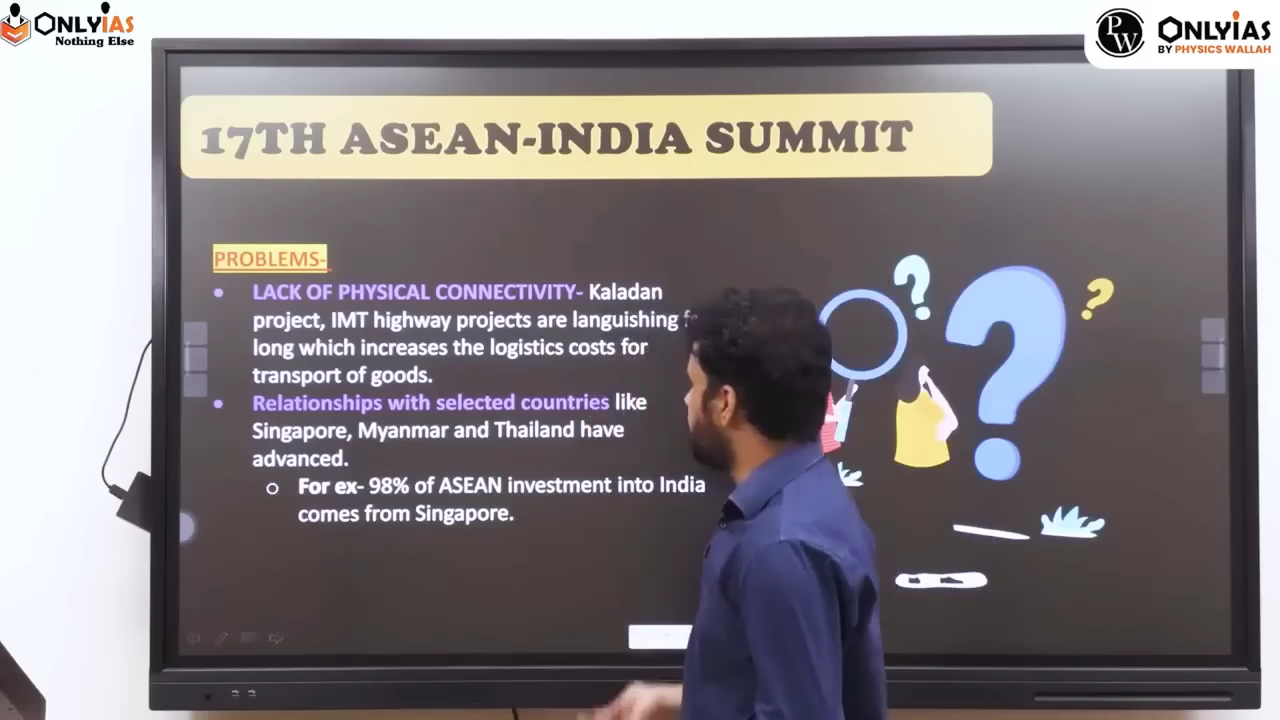 ONLYIAS
Nothing Else
PW
ONLYIAS
BY PHYSICS WALLAH
17TH ASEAN-INDIA SUMMIT
PROBLEMS-
• LACK OF PHYSICAL CONNECTIVITY- Kaladan
project, IMT highway projects are languishing
long which increases the logistics costs for
transport of goods.
• Relationships with selected countries like
Singapore, Myanmar and Thailand have
advanced.
o For ex- 98% of ASEAN investment into India
comes from Singapore.